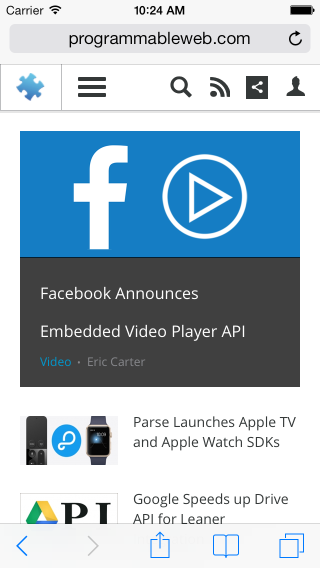 Carrier 10:24 AM
programmableweb.com
Facebook Announces
Embedded Video Player API
Video · Eric Carter
Parse Launches Apple TV
and Apple Watch SDKs
API
Google Speeds up Drive
API for Leaner